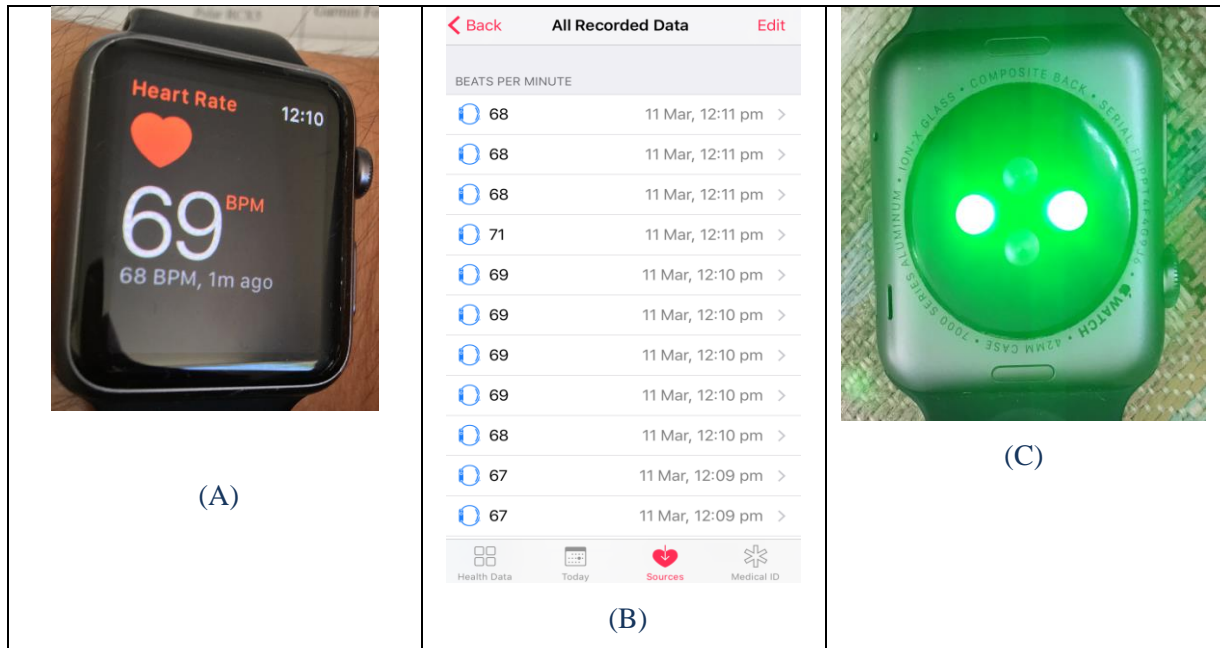 Heart Rate
12:10
69 BPM
68 BPM, 1m ago
(A)
Back All Recorded Data Edit
BEATS PER MINUTE
68 11 Mar, 12:11 pm
68 11 Mar, 12:11 pm
68 11 Mar, 12:11 pm
71 11 Mar, 12:11 pm
69 11 Mar, 12:10 pm
69 11 Mar, 12:10 pm
69 11 Mar, 12:10 pm
69 11 Mar, 12:10 pm
68 11 Mar, 12:10 pm
67 11 Mar, 12:09 pm
67 11 Mar, 12:09 pm
Health Data Today Sources Medical ID
(B)
WATCH • 42MM CASE • 7000 SERIES ALUMINUM • ION-X GLASS • COMPOSITE BACK • SERIAL
(C)